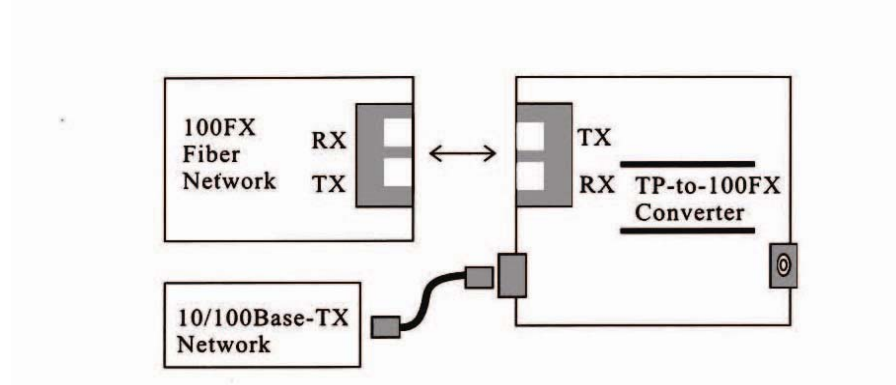 100FX
Fiber
Network
RX
TX
TX
RX
TP-to-100FX
Converter
10/100Base-TX
Network